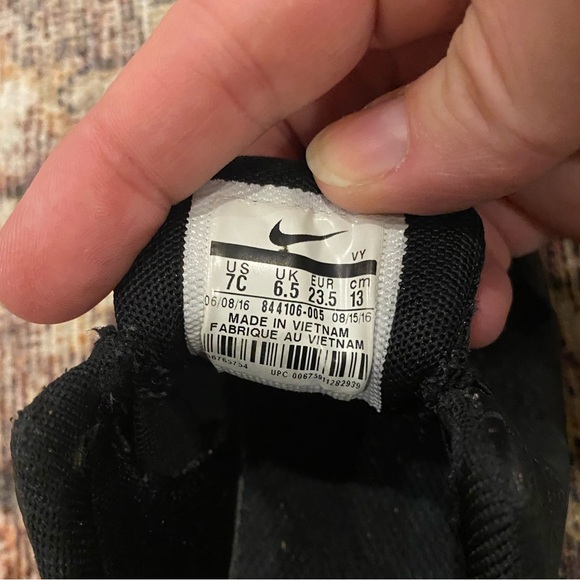 VY
US UK EUR cm
7C 6.5 23.5 13
06/08/16 844106-005 08/15/16
MADE IN VIETNAM
FABRIQUE AU VIETNAM